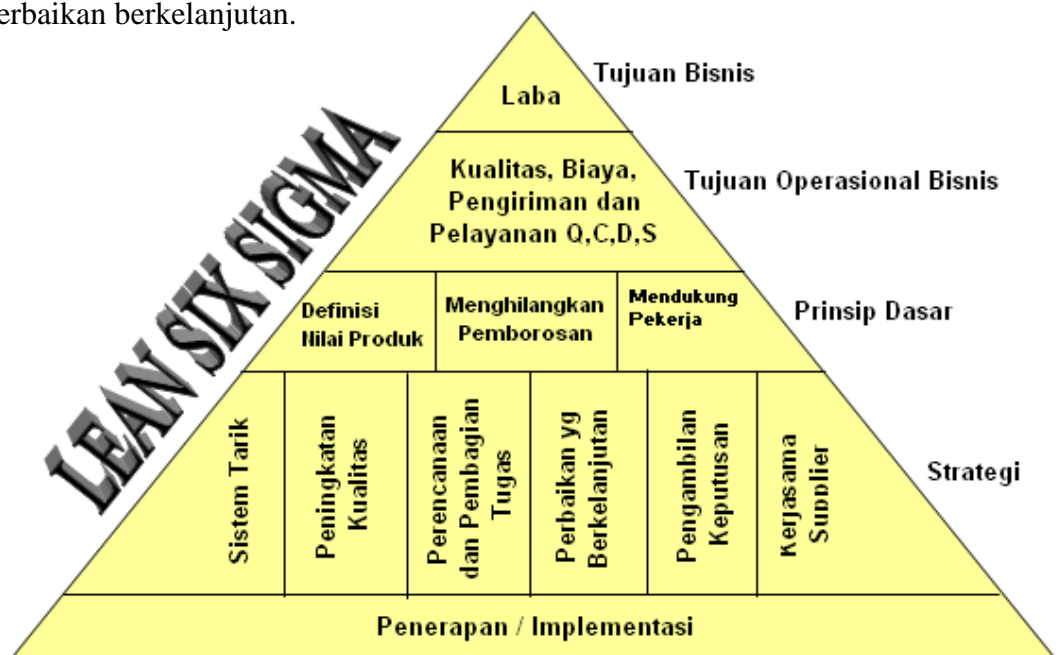 erbaikan berkelanjutan.
LEAN SIX SIGMA
Laba
Tujuan Bisnis
Kualitas, Biaya,
Pengiriman dan
Pelayanan Q,C,D,S
Tujuan Operasional Bisnis
Definisi
Nilai Produk
Menghilangkan
Pemborosan
Mendukung
Pekerja
Prinsip Dasar
Sistem Tarik
Peningkatan
Kualitas
Perencanaan
dan Pembagian
Tugas
Perbaikan yg
Berkelanjutan
Pengambilan
Keputusan
Kerjasama
Supplier
Strategi
Penerapan / Implementasi